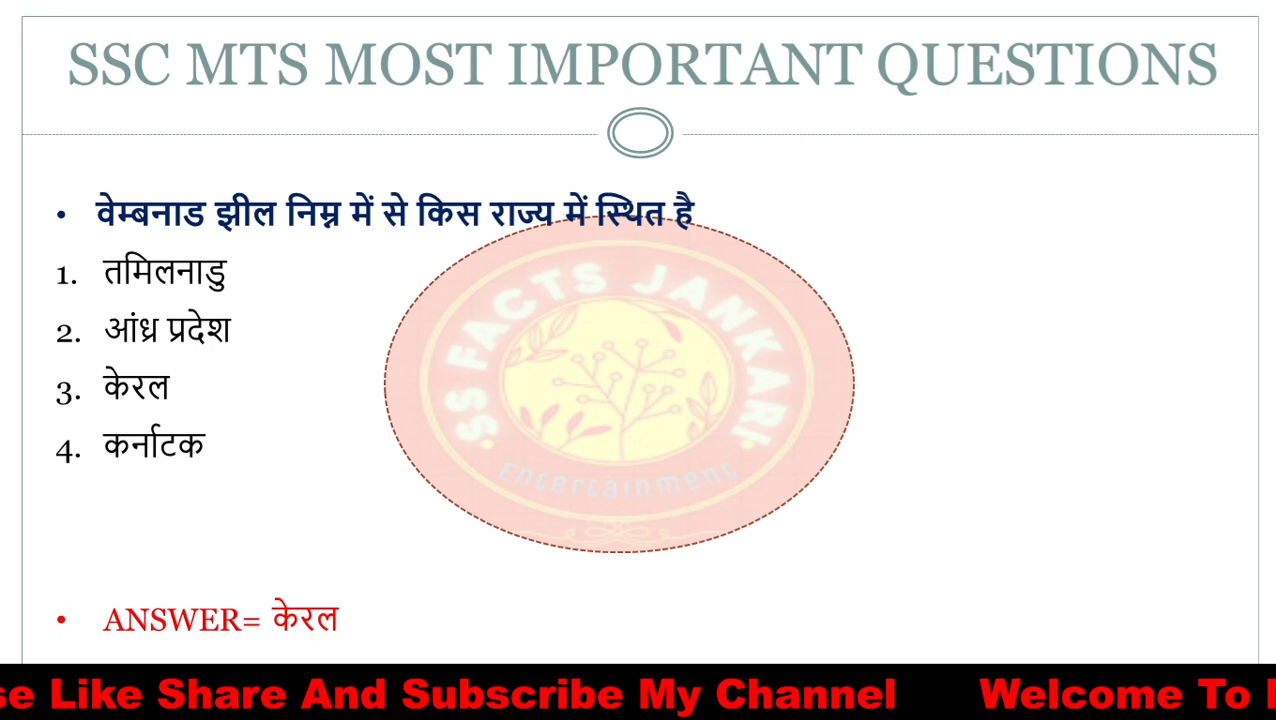 SSC MTS MOST IMPORTANT QUESTIONS
• वेम्बनाड झील निम्न में से किस राज्य में स्थित है
1. तमिलनाडु
2. आंध्र प्रदेश
3. केरल
4. कर्नाटक
SS FACTS JANKARI
Entertainment
• ANSWER= केरल
se Like Share And Subscribe My Channel Welcome To